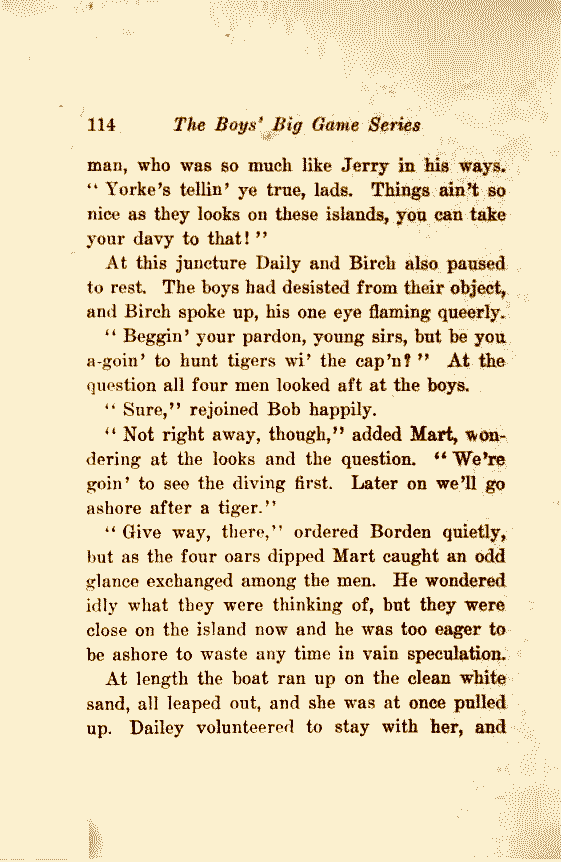 114 The Boys' Big Game Series
man, who was so much like Jerry in his ways.
“ Yorke’s tellin’ ye true, lads. Things ain’t so
nice as they looks on these islands, you can take
your davy to that! ”
At this juncture Daily and Birch also paused
to rest. The boys had desisted from their object,
and Birch spoke up, his one eye flaming queerly.
“ Beggin’ your pardon, young sirs, but be you
a-goin’ to hunt tigers wi’ the cap’n? ” At the
question all four men looked aft at the boys.
“ Sure,” rejoined Bob happily.
“ Not right away, though,” added Mart, won-
dering at the looks and the question. “ We’re
goin’ to see the diving first. Later on we’ll go
ashore after a tiger.”
“ Give way, there,” ordered Borden quietly,
but as the four oars dipped Mart caught an odd
glance exchanged among the men. He wondered
idly what they were thinking of, but they were
close on the island now and he was too eager to
be ashore to waste any time in vain speculation.
At length the boat ran up on the clean white
sand, all leaped out, and she was at once pulled
up. Dailey volunteered to stay with her, and